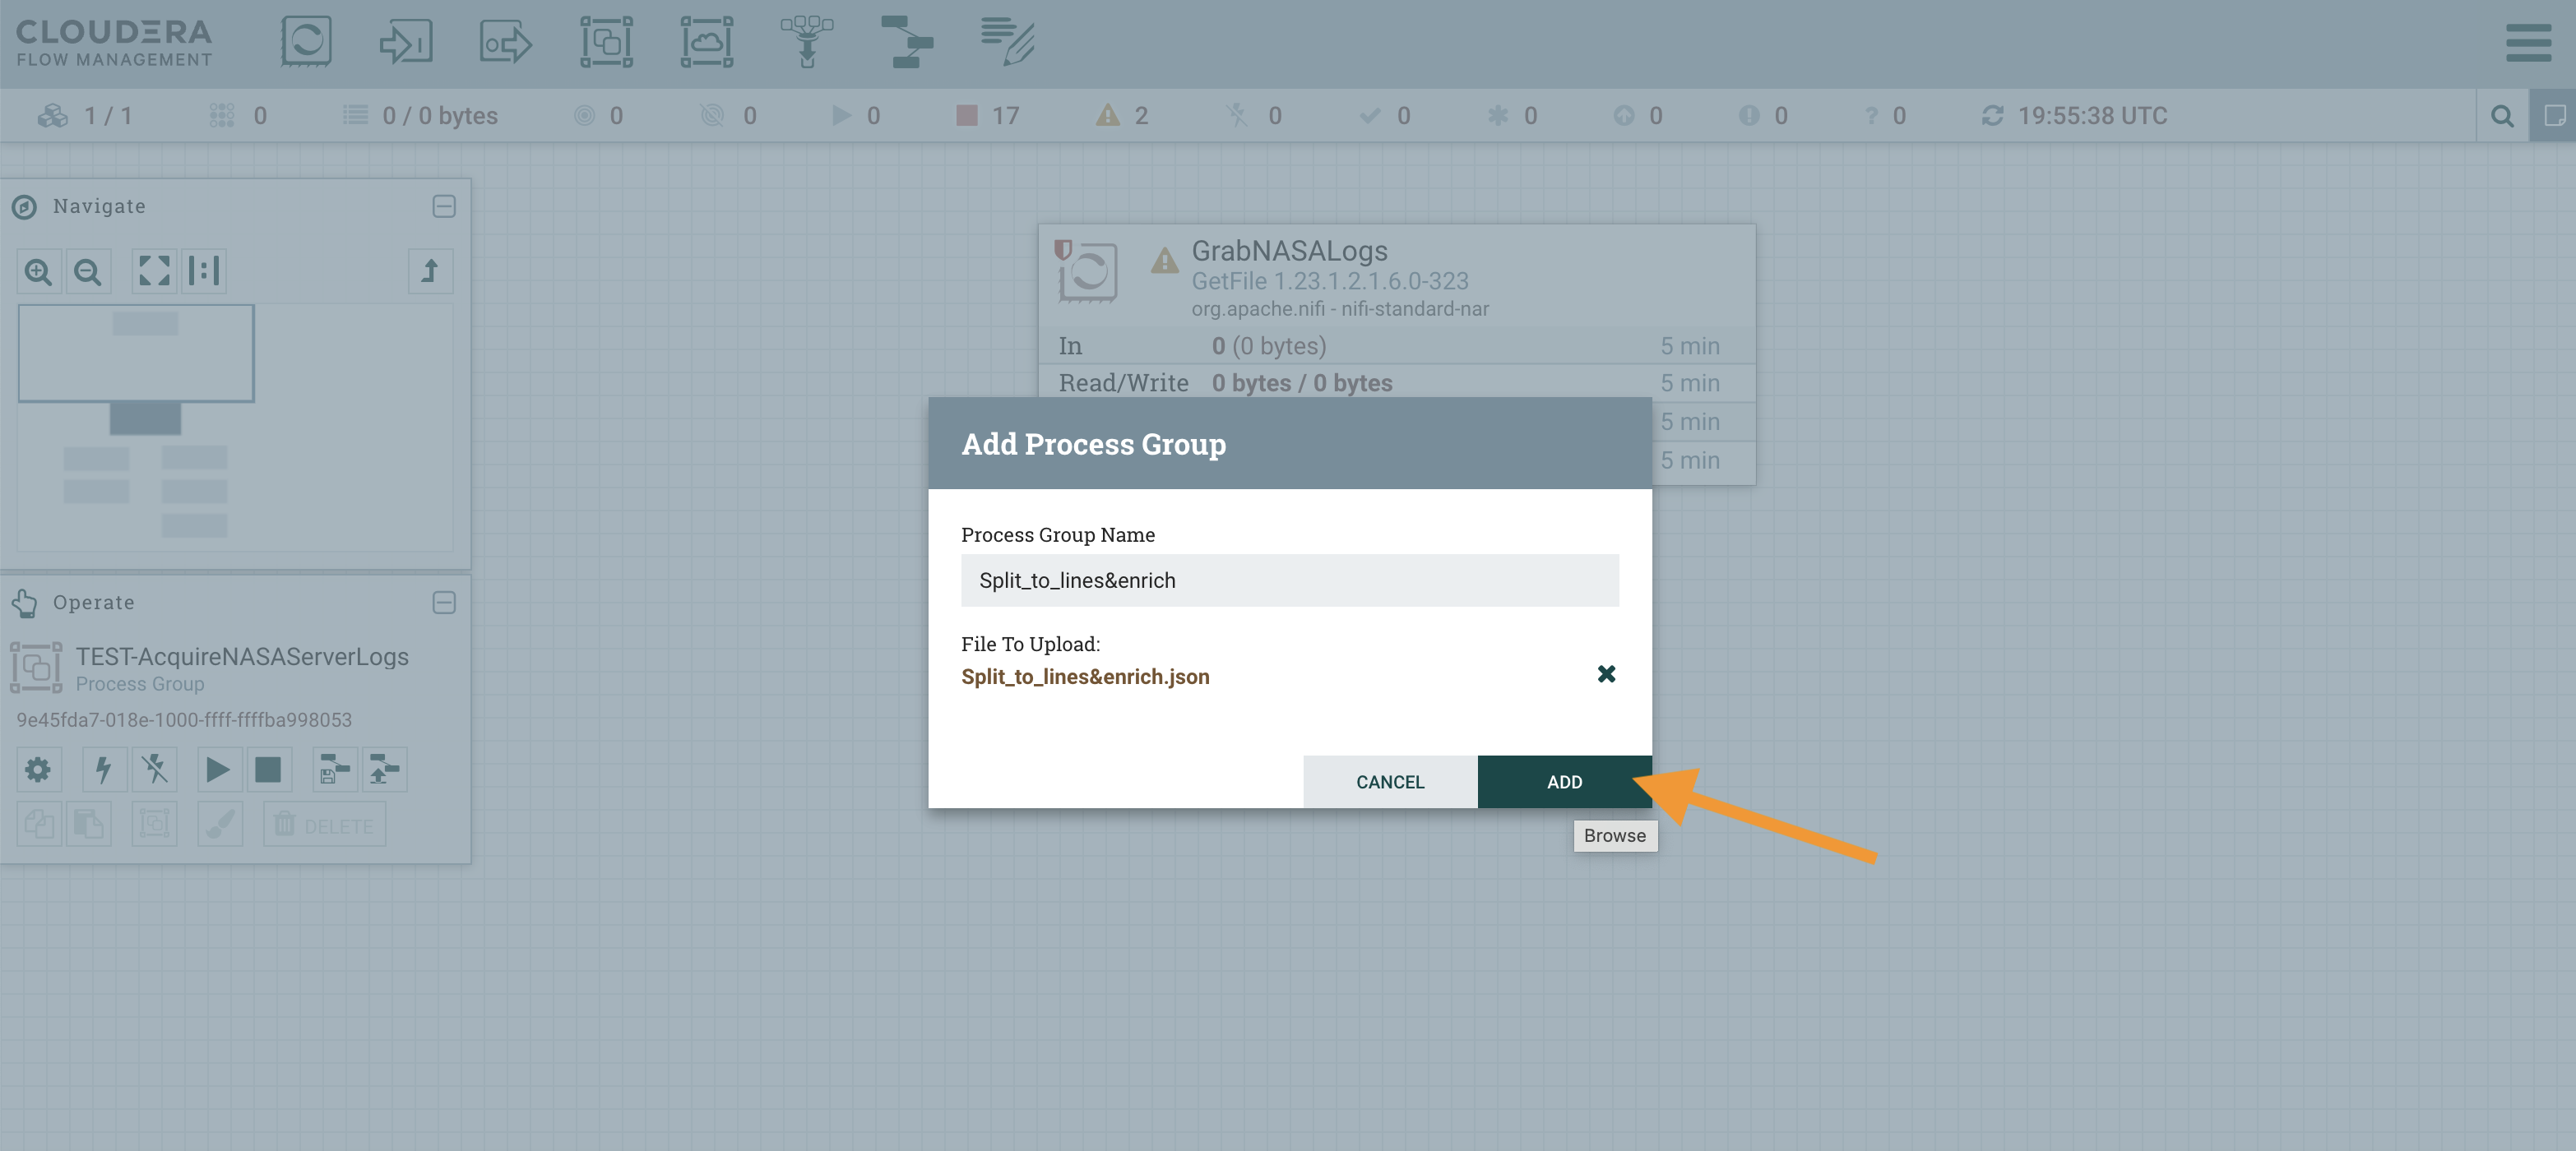 CLOUDERA
FLOW MANAGEMENT
1 / 1 0 0 / 0 bytes 0 0 0 17 2 0 0 0 0 0 ? 0 19:55:38 UTC
Navigate
GrabNASALogs
GetFile 1.23.1.2.1.6.0-323
org.apache.nifi - nifi-standard-nar
In 0 (0 bytes) 5 min
Read/Write 0 bytes / 0 bytes 5 min
5 min
5 min
Add Process Group
Process Group Name
Split_to_lines&enrich
File To Upload:
Split_to_lines&enrich.json
CANCEL ADD
Browse
Operate
TEST-AcquireNASAServerLogs
Process Group
9e45fda7-018e-1000-ffff-ffffba998053
DELETE